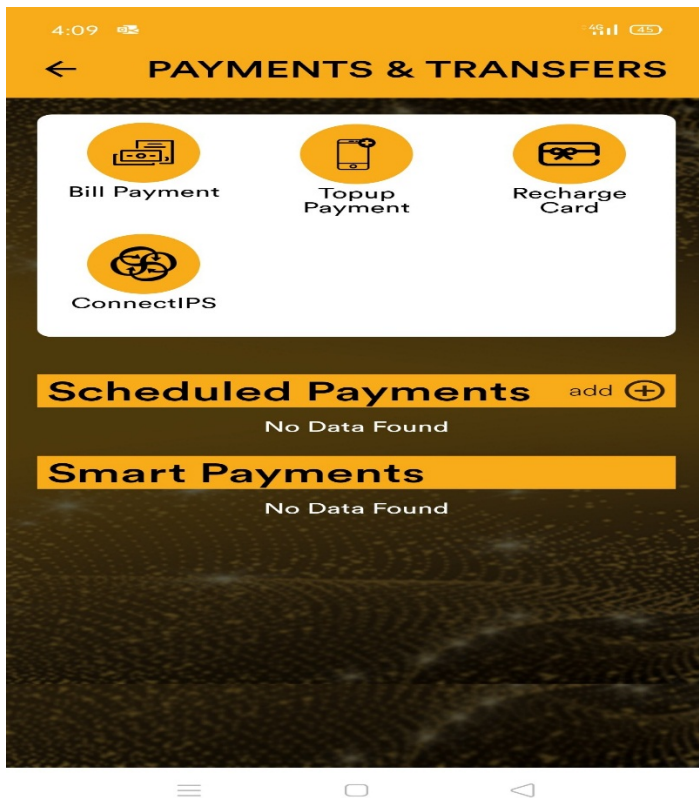 4:09 4G 45
PAYMENTS & TRANSFERS
Bill Payment
Topup
Payment
Recharge
Card
ConnectIPS
Scheduled Payments add
No Data Found
Smart Payments
No Data Found